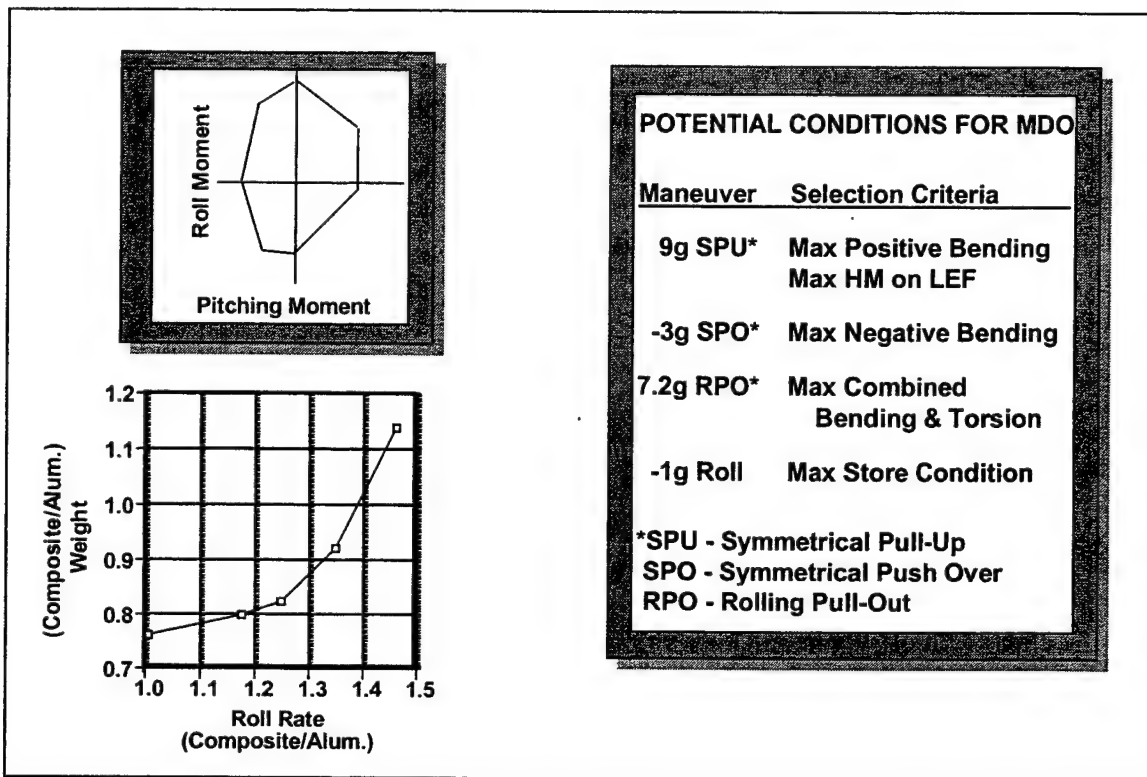 Roll Moment
Pitching Moment
1.2
1.1
1.0
0.9
0.8
0.7
(Composite/Alum.)
Weight
1.0 1.1 1.2 1.3 1.4 1.5
Roll Rate
(Composite/Alum.)
POTENTIAL CONDITIONS FOR MDO
Maneuver Selection Criteria
9g SPU* Max Positive Bending
Max HM on LEF
-3g SPO* Max Negative Bending
7.2g RPO* Max Combined
Bending & Torsion
-1g Roll Max Store Condition
*SPU - Symmetrical Pull-Up
SPO - Symmetrical Push Over
RPO - Rolling Pull-Out